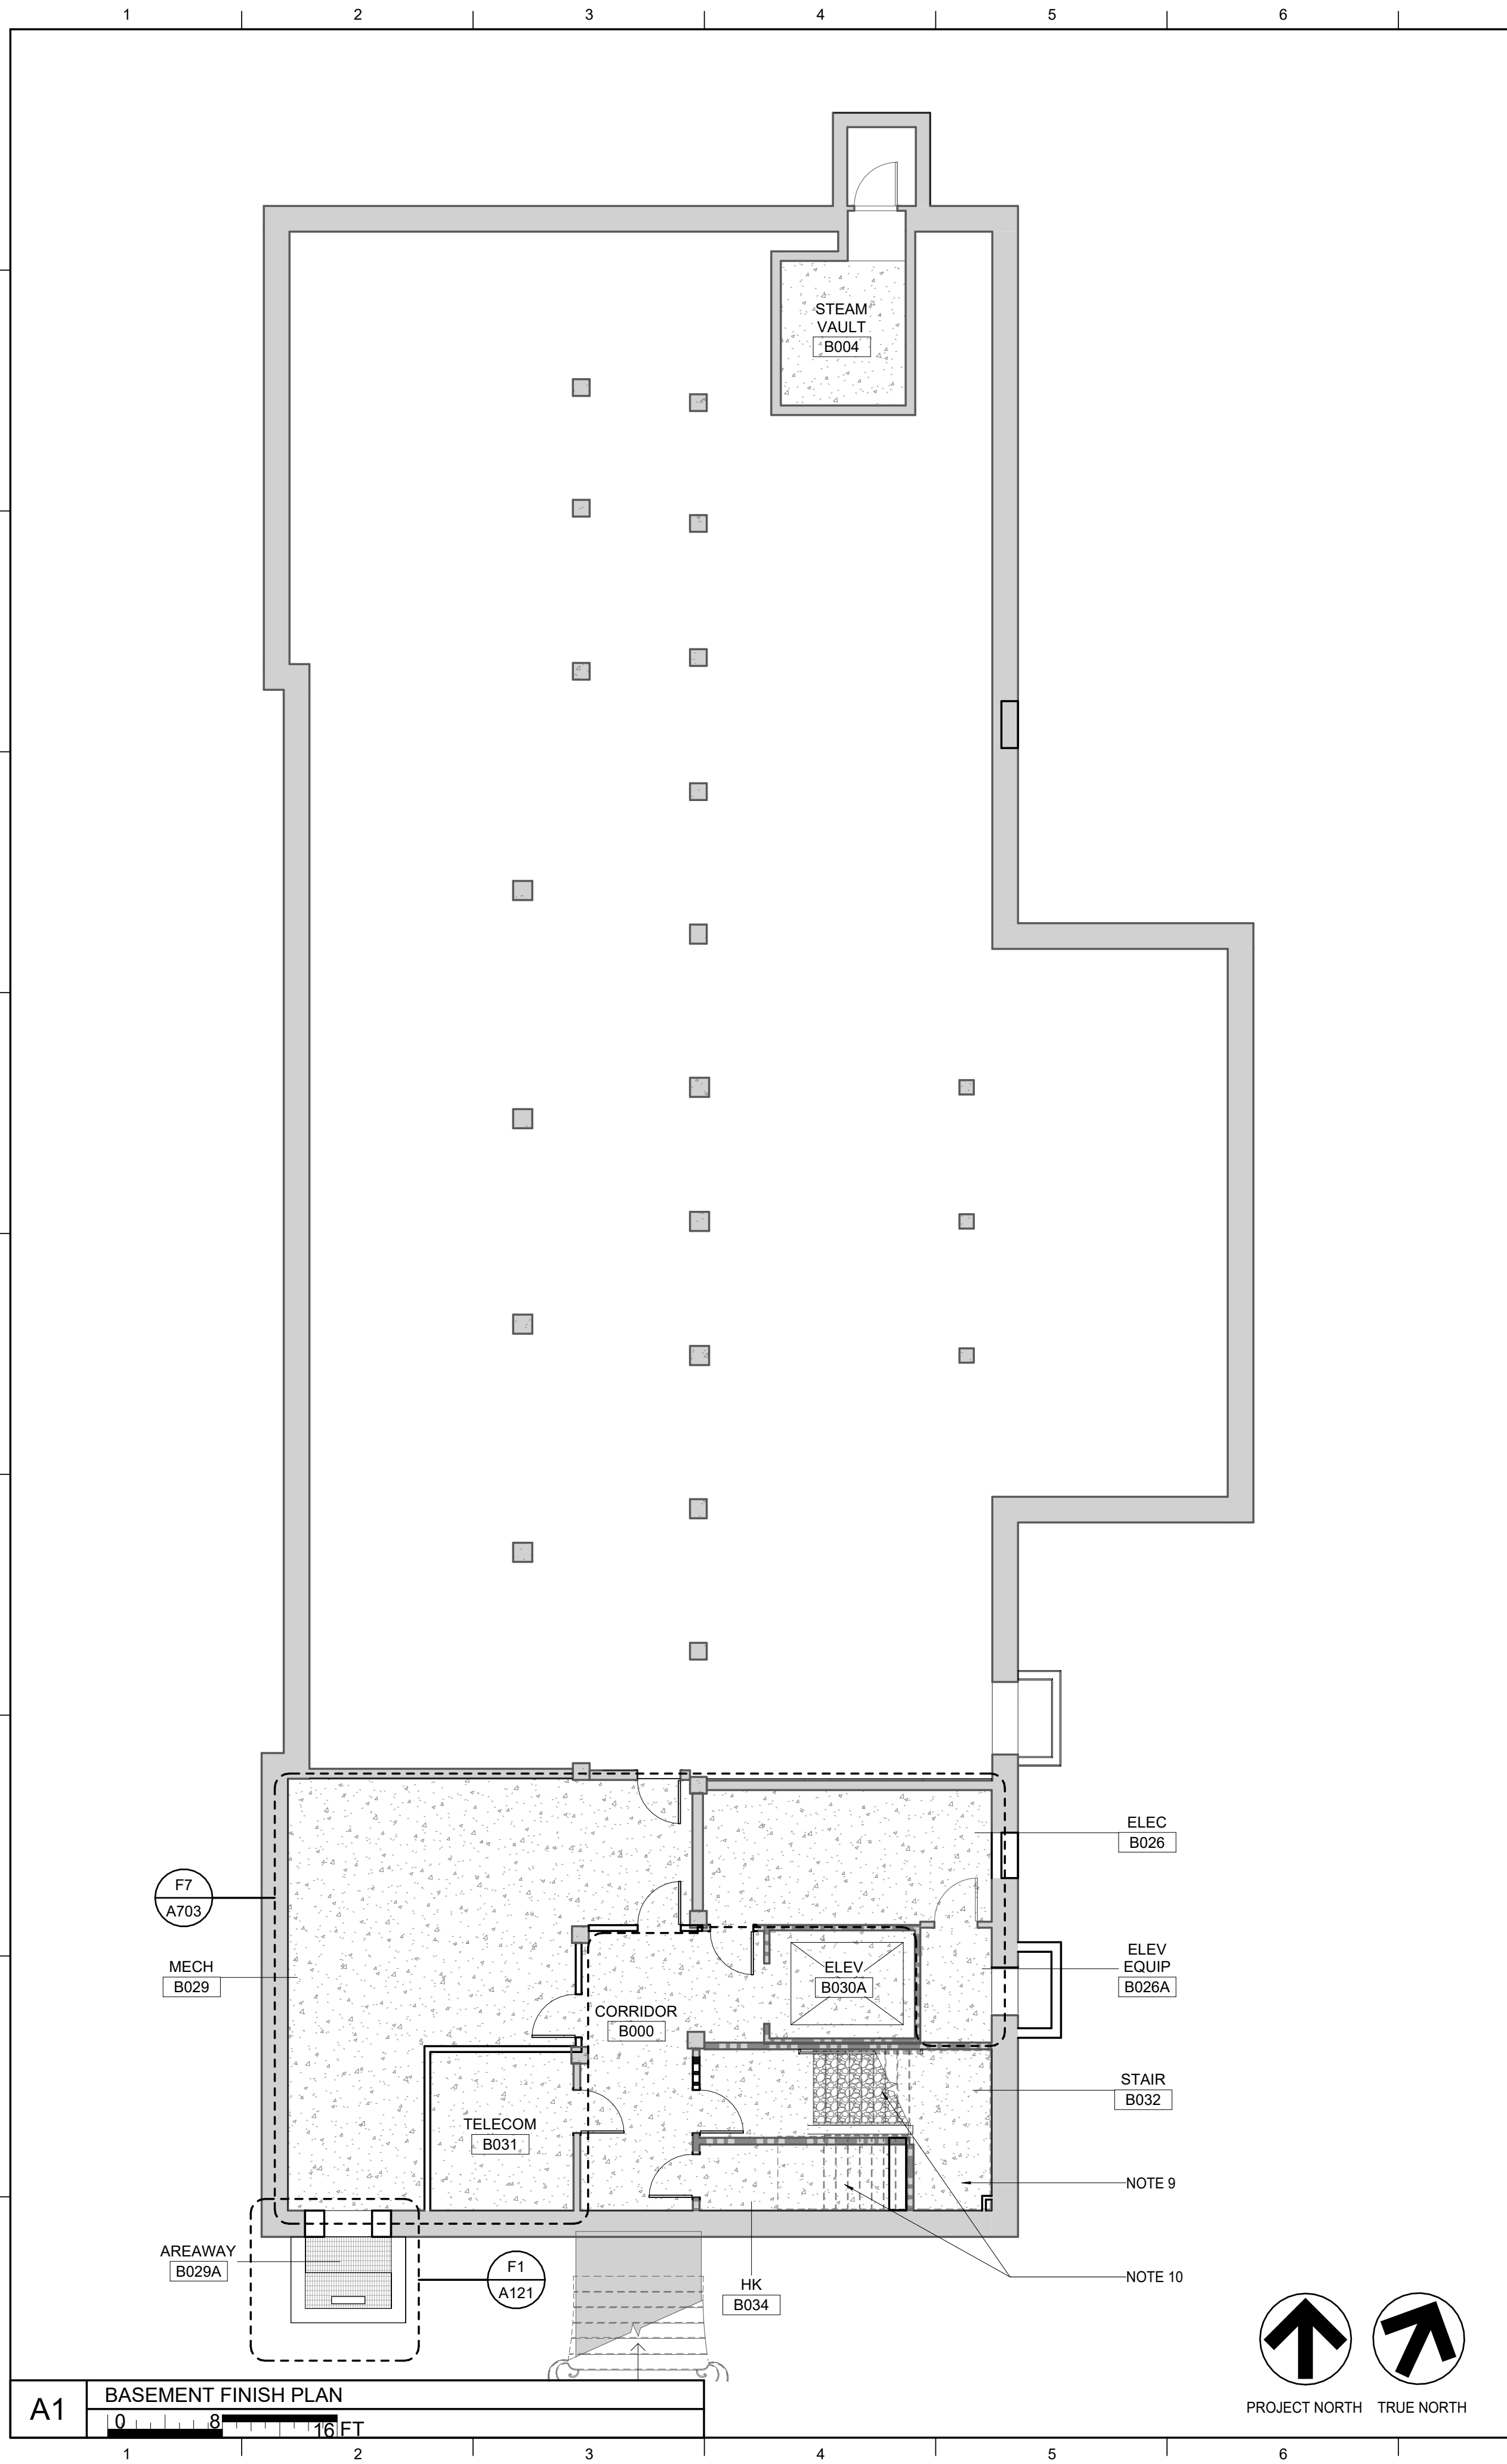 1 2 3 4 5 6
STEAM
VAULT
B004
ELEC
B026
F7
A703
MECH
B029
ELEV
B030A
ELEV
EQUIP
B026A
CORRIDOR
B000
STAIR
B032
TELECOM
B031
NOTE 9
AREAWAY
B029A
F1
A121
HK
B034
NOTE 10
PROJECT NORTH TRUE NORTH
A1
BASEMENT FINISH PLAN
0 8 16 FT
1 2 3 4 5 6